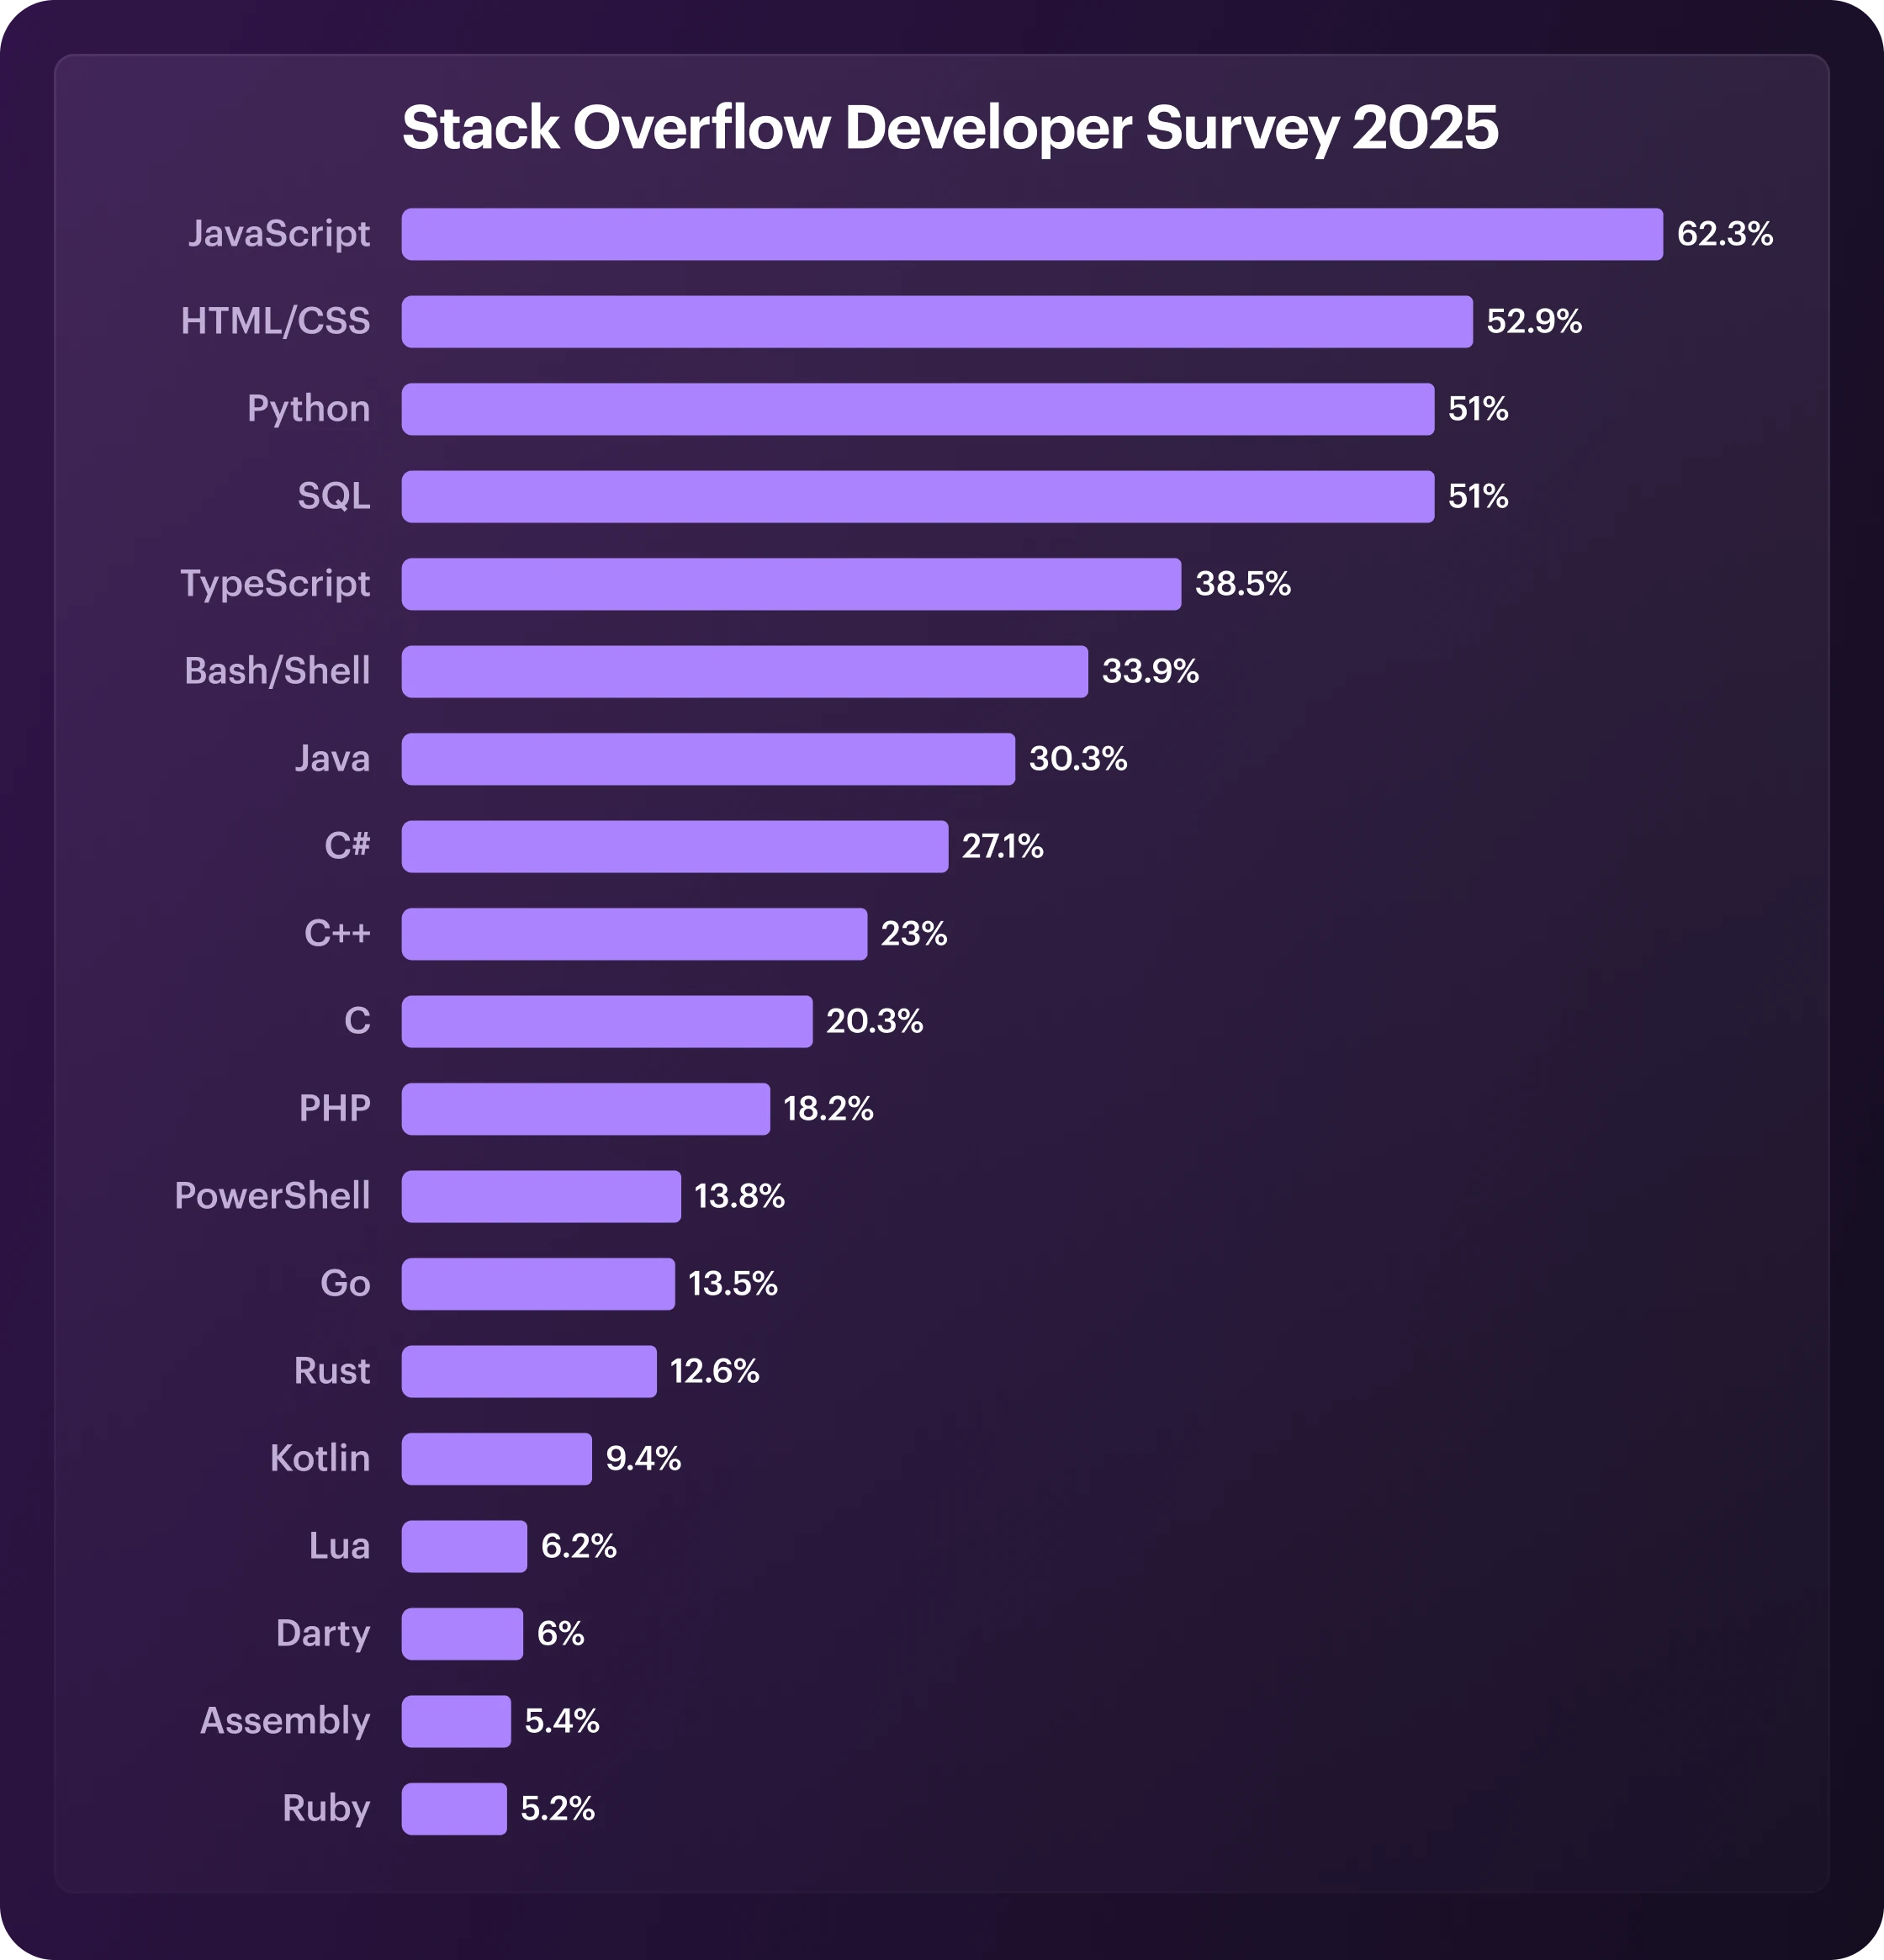 Stack Overflow Developer Survey 2025
JavaScript 62.3%
HTML/CSS 52.9%
Python 51%
SQL 51%
TypeScript 38.5%
Bash/Shell 33.9%
Java 30.3%
C# 27.1%
C++ 23%
C 20.3%
PHP 18.2%
PowerShell 13.8%
Go 13.5%
Rust 12.6%
Kotlin 9.4%
Lua 6.2%
Darty 6%
Assembly 5.4%
Ruby 5.2%